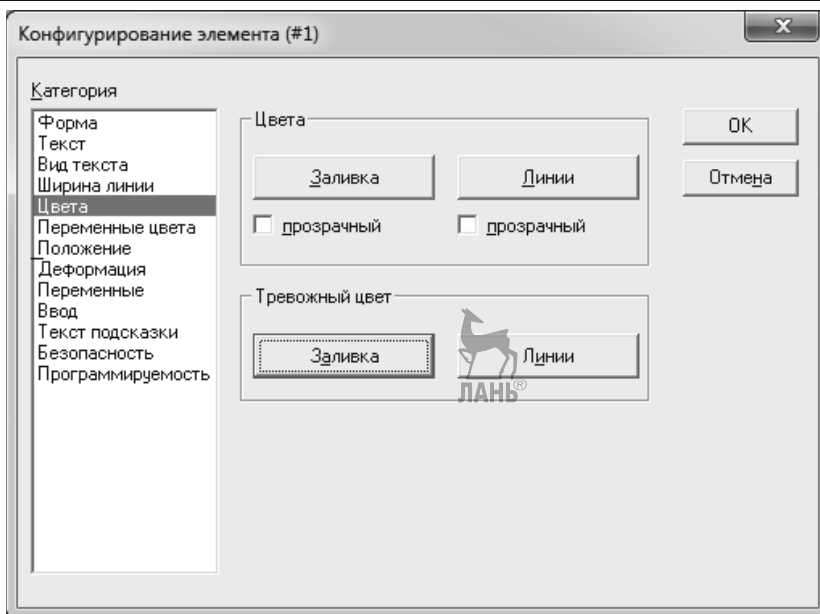 Конфигурирование элемента (#1)
Категория
Форма
Текст
Вид текста
Ширина линии
Цвета
Переменные цвета
Положение
Деформация
Переменные
Ввод
Текст подсказки
Безопасность
Программируемость
Цвета
Заливка
Линии
прозрачный
прозрачный
Тревожный цвет
Заливка
Линии
ЛАНЬ®
OK
Отмена